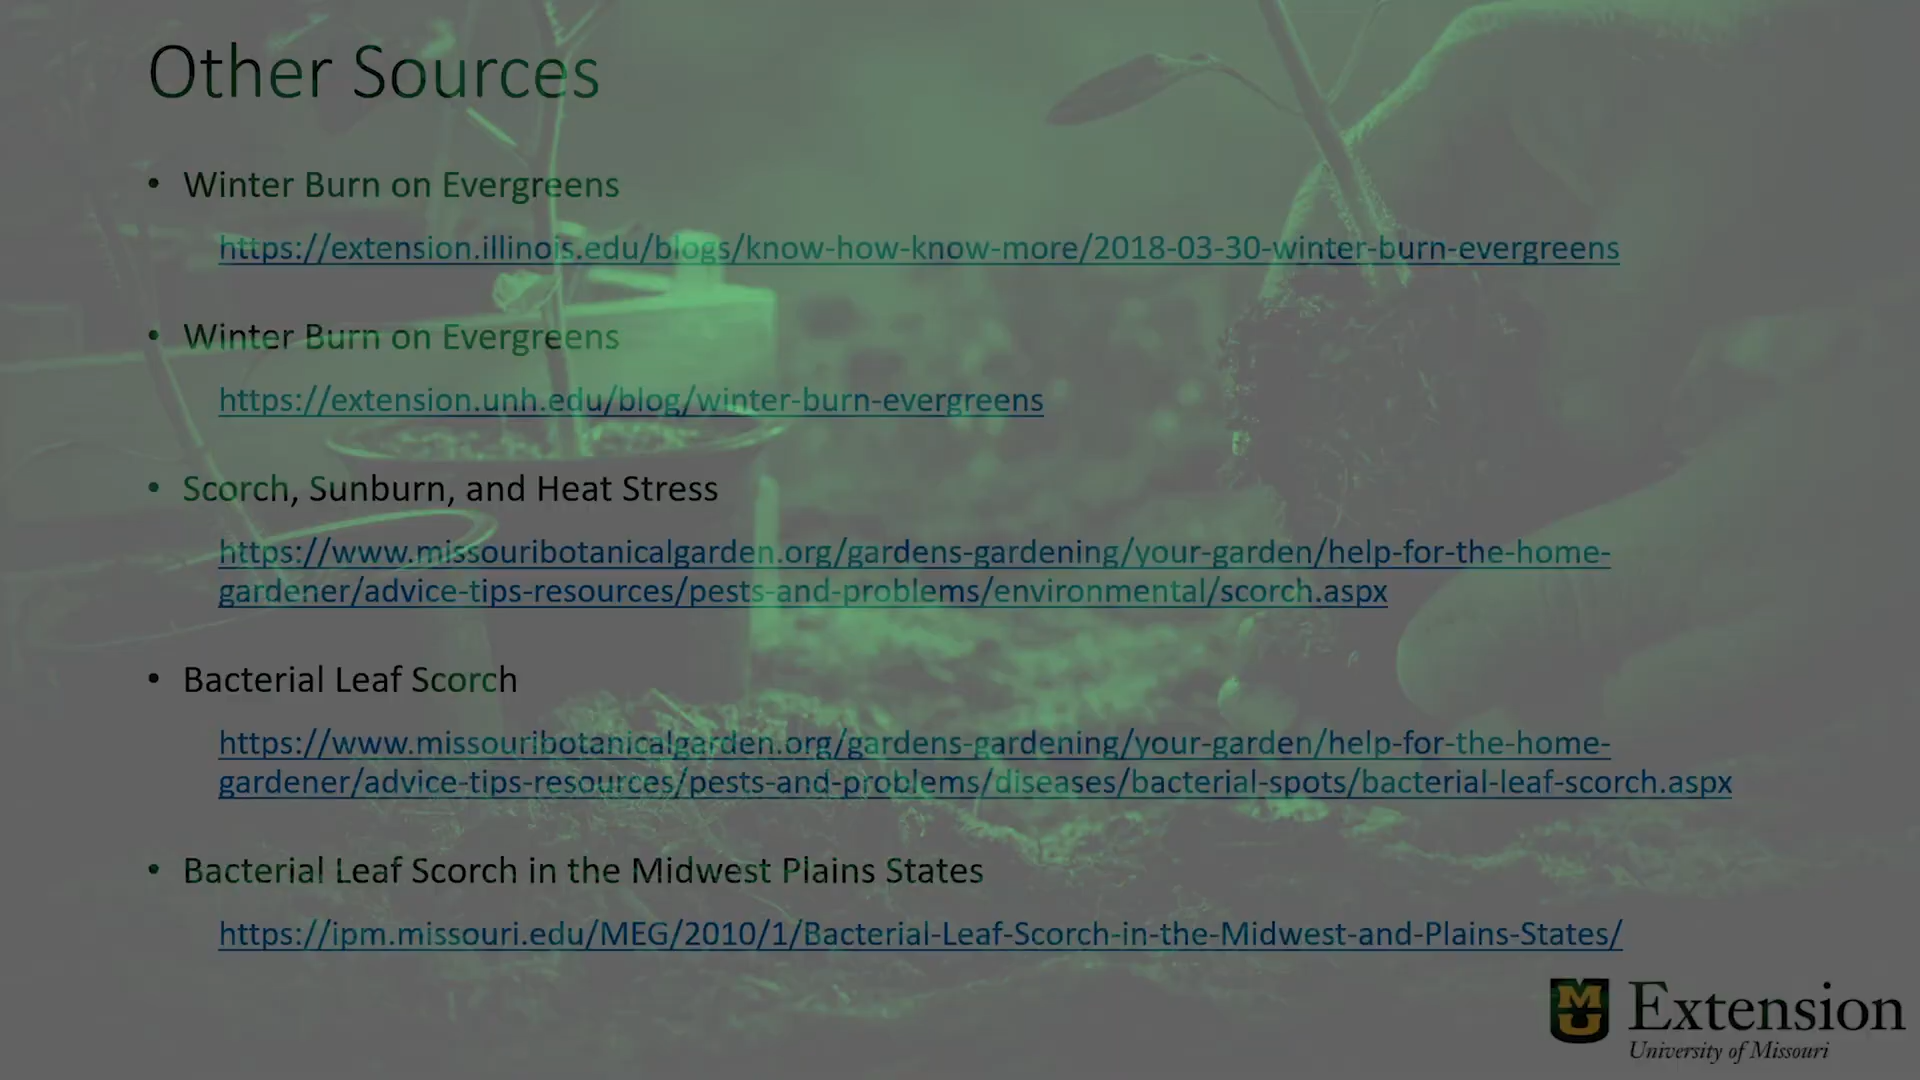 Other Sources
• Winter Burn on Evergreens
https://extension.illinois.edu/blogs/know-how-know-more/2018-03-30-winter-burn-evergreens
• Winter Burn on Evergreens
https://extension.unh.edu/blog/winter-burn-evergreens
• Scorch, Sunburn, and Heat Stress
https://www.missouribotanicalgarden.org/gardens-gardening/your-garden/help-for-the-home-
gardener/advice-tips-resources/pests-and-problems/environmental/scorch.aspx
• Bacterial Leaf Scorch
https://www.missouribotanicalgarden.org/gardens-gardening/your-garden/help-for-the-home-
gardener/advice-tips-resources/pests-and-problems/diseases/bacterial-spots/bacterial-leaf-scorch.aspx
• Bacterial Leaf Scorch in the Midwest Plains States
https://ipm.missouri.edu/MEG/2010/1/Bacterial-Leaf-Scorch-in-the-Midwest-and-Plains-States/
MU Extension
University of Missouri